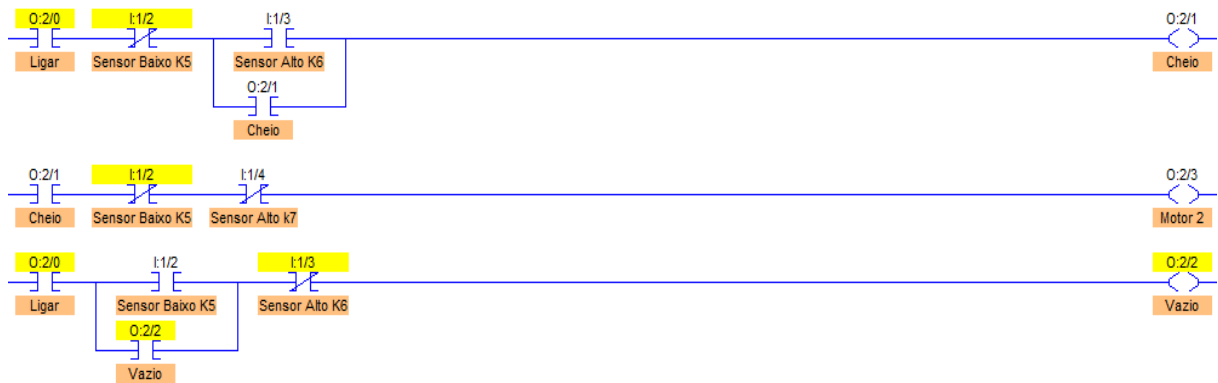 O:2/0 I:1/2 I:1/3 O:2/1
Ligar Sensor Baixo K5 Sensor Alto K6 Cheio
O:2/1
Cheio
O:2/1 I:1/2 I:1/4 O:2/3
Cheio Sensor Baixo K5 Sensor Alto k7 Motor 2
O:2/0 I:1/2 I:1/3 O:2/2
Ligar Sensor Baixo K5 Sensor Alto K6 Vazio
O:2/2
Vazio